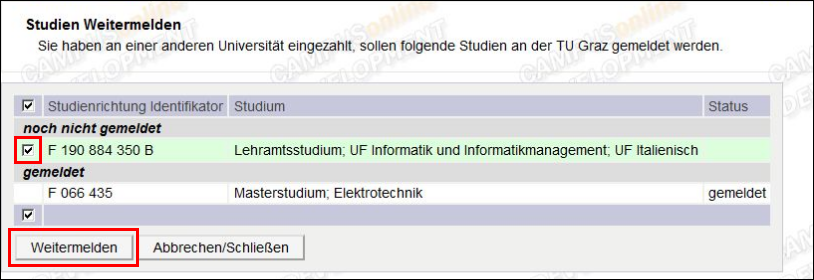 Studien Weitermelden
Sie haben an einer anderen Universität eingezahlt, sollen folgende Studien an der TU Graz gemeldet werden.
Studienrichtung Identifikator Studium Status
noch nicht gemeldet
F 190 884 350 B Lehramtsstudium; UF Informatik und Informatikmanagement; UF Italienisch
gemeldet
F 066 435 Masterstudium; Elektrotechnik gemeldet
Weitermelden Abbrechen/Schließen